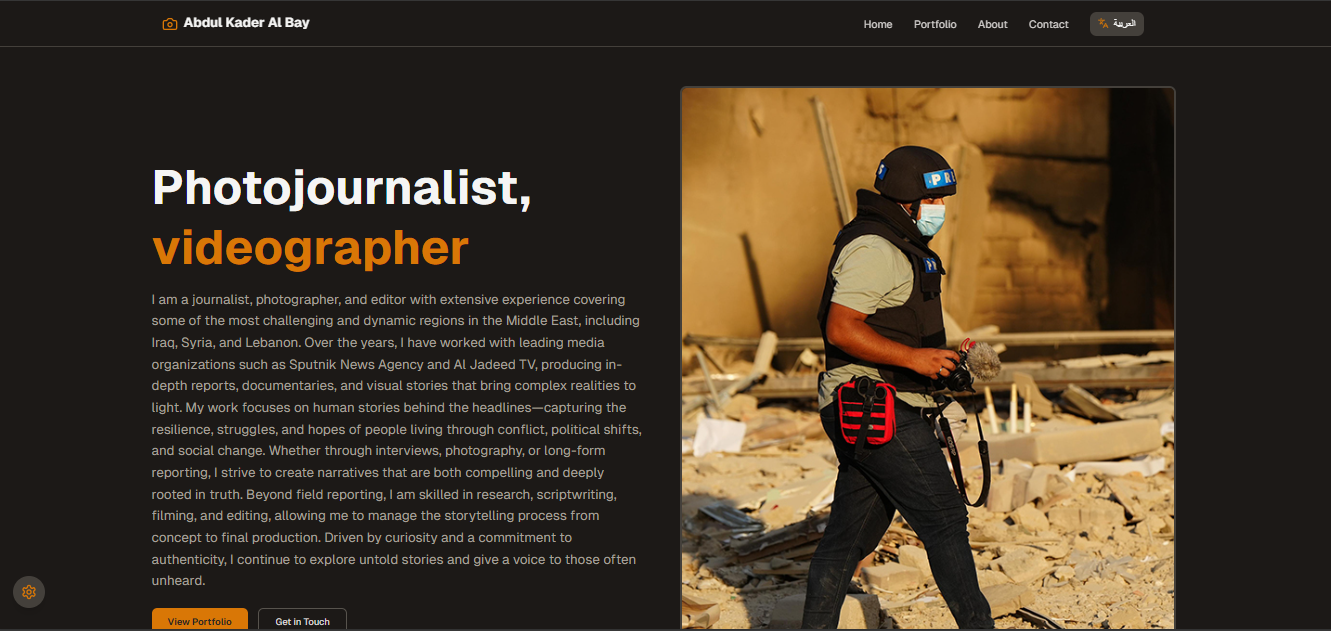 Abdul Kader Al Bay
Home
Portfolio
About
Contact
العربية
Photojournalist,
videographer
I am a journalist, photographer, and editor with extensive experience covering
some of the most challenging and dynamic regions in the Middle East, including
Iraq, Syria, and Lebanon. Over the years, I have worked with leading media
organizations such as Sputnik News Agency and Al Jadeed TV, producing in-
depth reports, documentaries, and visual stories that bring complex realities to
light. My work focuses on human stories behind the headlines—capturing the
resilience, struggles, and hopes of people living through conflict, political shifts,
and social change. Whether through interviews, photography, or long-form
reporting, I strive to create narratives that are both compelling and deeply
rooted in truth. Beyond field reporting, I am skilled in research, scriptwriting,
filming, and editing, allowing me to manage the storytelling process from
concept to final production. Driven by curiosity and a commitment to
authenticity, I continue to explore untold stories and give a voice to those often
unheard.
View Portfolio
Get in Touch
PR